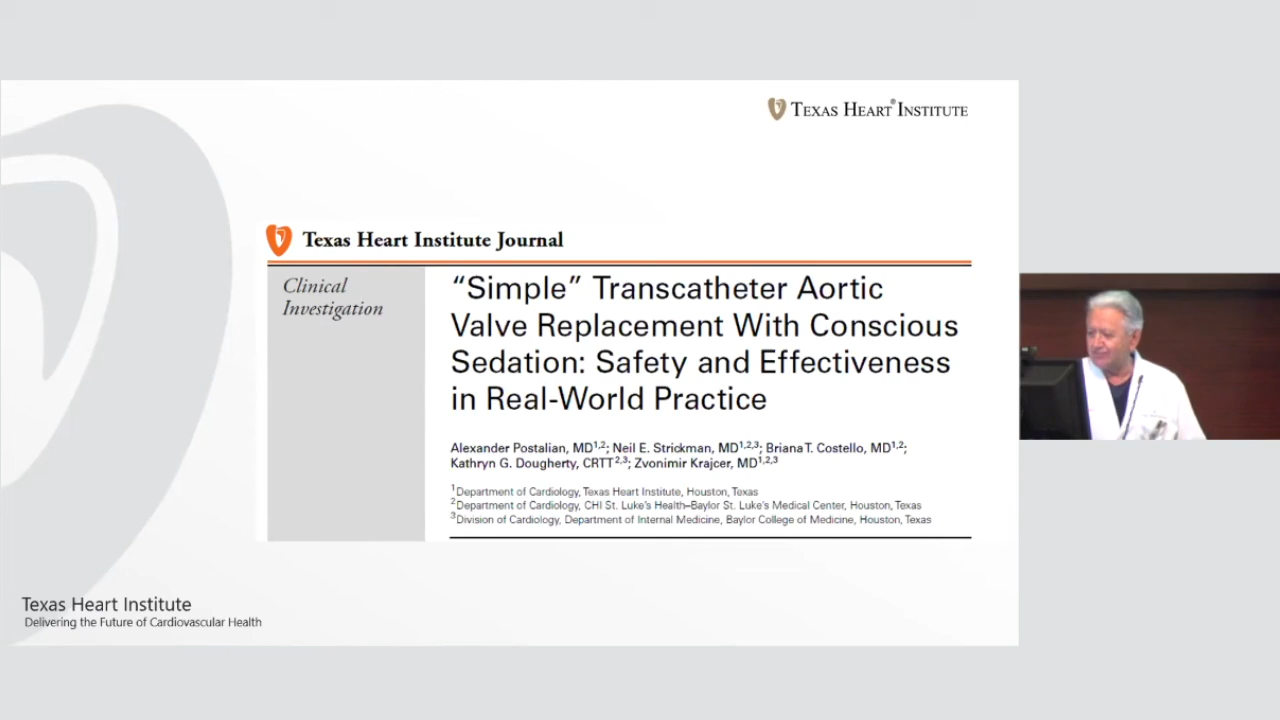 TEXAS HEART® INSTITUTE
Texas Heart Institute Journal
Clinical
Investigation
“Simple” Transcatheter Aortic
Valve Replacement With Conscious
Sedation: Safety and Effectiveness
in Real-World Practice
Alexander Postalian, MD1,2; Neil E. Strickman, MD1,2,3; Briana T. Costello, MD1,2;
Kathryn G. Dougherty, CRTT2,3; Zvonimir Krajcer, MD1,2,3
1Department of Cardiology, Texas Heart Institute, Houston, Texas
2Department of Cardiology, CHI St. Luke’s Health–Baylor St. Luke’s Medical Center, Houston, Texas
3Division of Cardiology, Department of Internal Medicine, Baylor College of Medicine, Houston, Texas
Texas Heart Institute
Delivering the Future of Cardiovascular Health